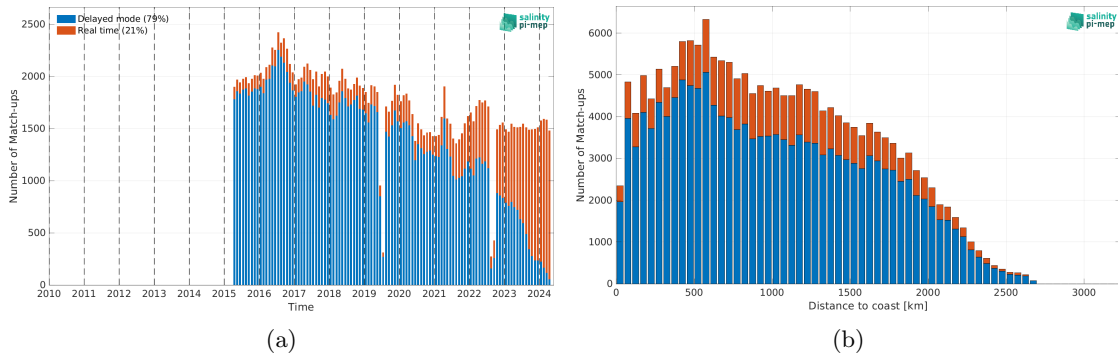 Delayed mode (79%)
Real time (21%)
salinity
pi-mep
Number of Match-ups
2500
2000
1500
1000
500
0
2010 2011 2012 2013 2014 2015 2016 2017 2018 2019 2020 2021 2022 2023 2024
Time
(a)
salinity
pi-mep
Number of Match-ups
6000
5000
4000
3000
2000
1000
0
0 500 1000 1500 2000 2500 3000
Distance to coast [km]
(b)